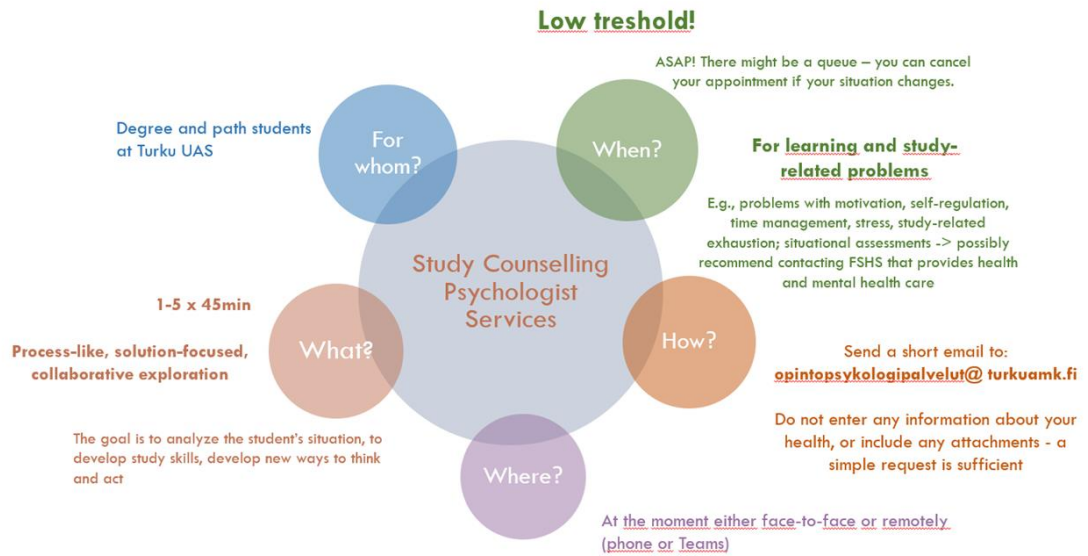 Low treshold!
ASAP! There might be a queue – you can cancel
your appointment if your situation changes.
Degree and path students
at Turku UAS
For
whom?
When?
For learning and study-
related problems
E.g., problems with motivation, self-regulation,
time management, stress, study-related
exhaustion; situational assessments -> possibly
recommend contacting FSHS that provides health
and mental health care
Study Counselling
Psychologist
Services
1-5 x 45min
Process-like, solution-focused,
collaborative exploration
What?
The goal is to analyze the student's situation, to
develop study skills, develop new ways to think
and act
How?
Send a short email to:
opintopsykologipalvelut@ turkuamk.fi
Do not enter any information about your
health, or include any attachments - a
simple request is sufficient
Where?
At the moment either face-to-face or remotely
(phone or Teams)